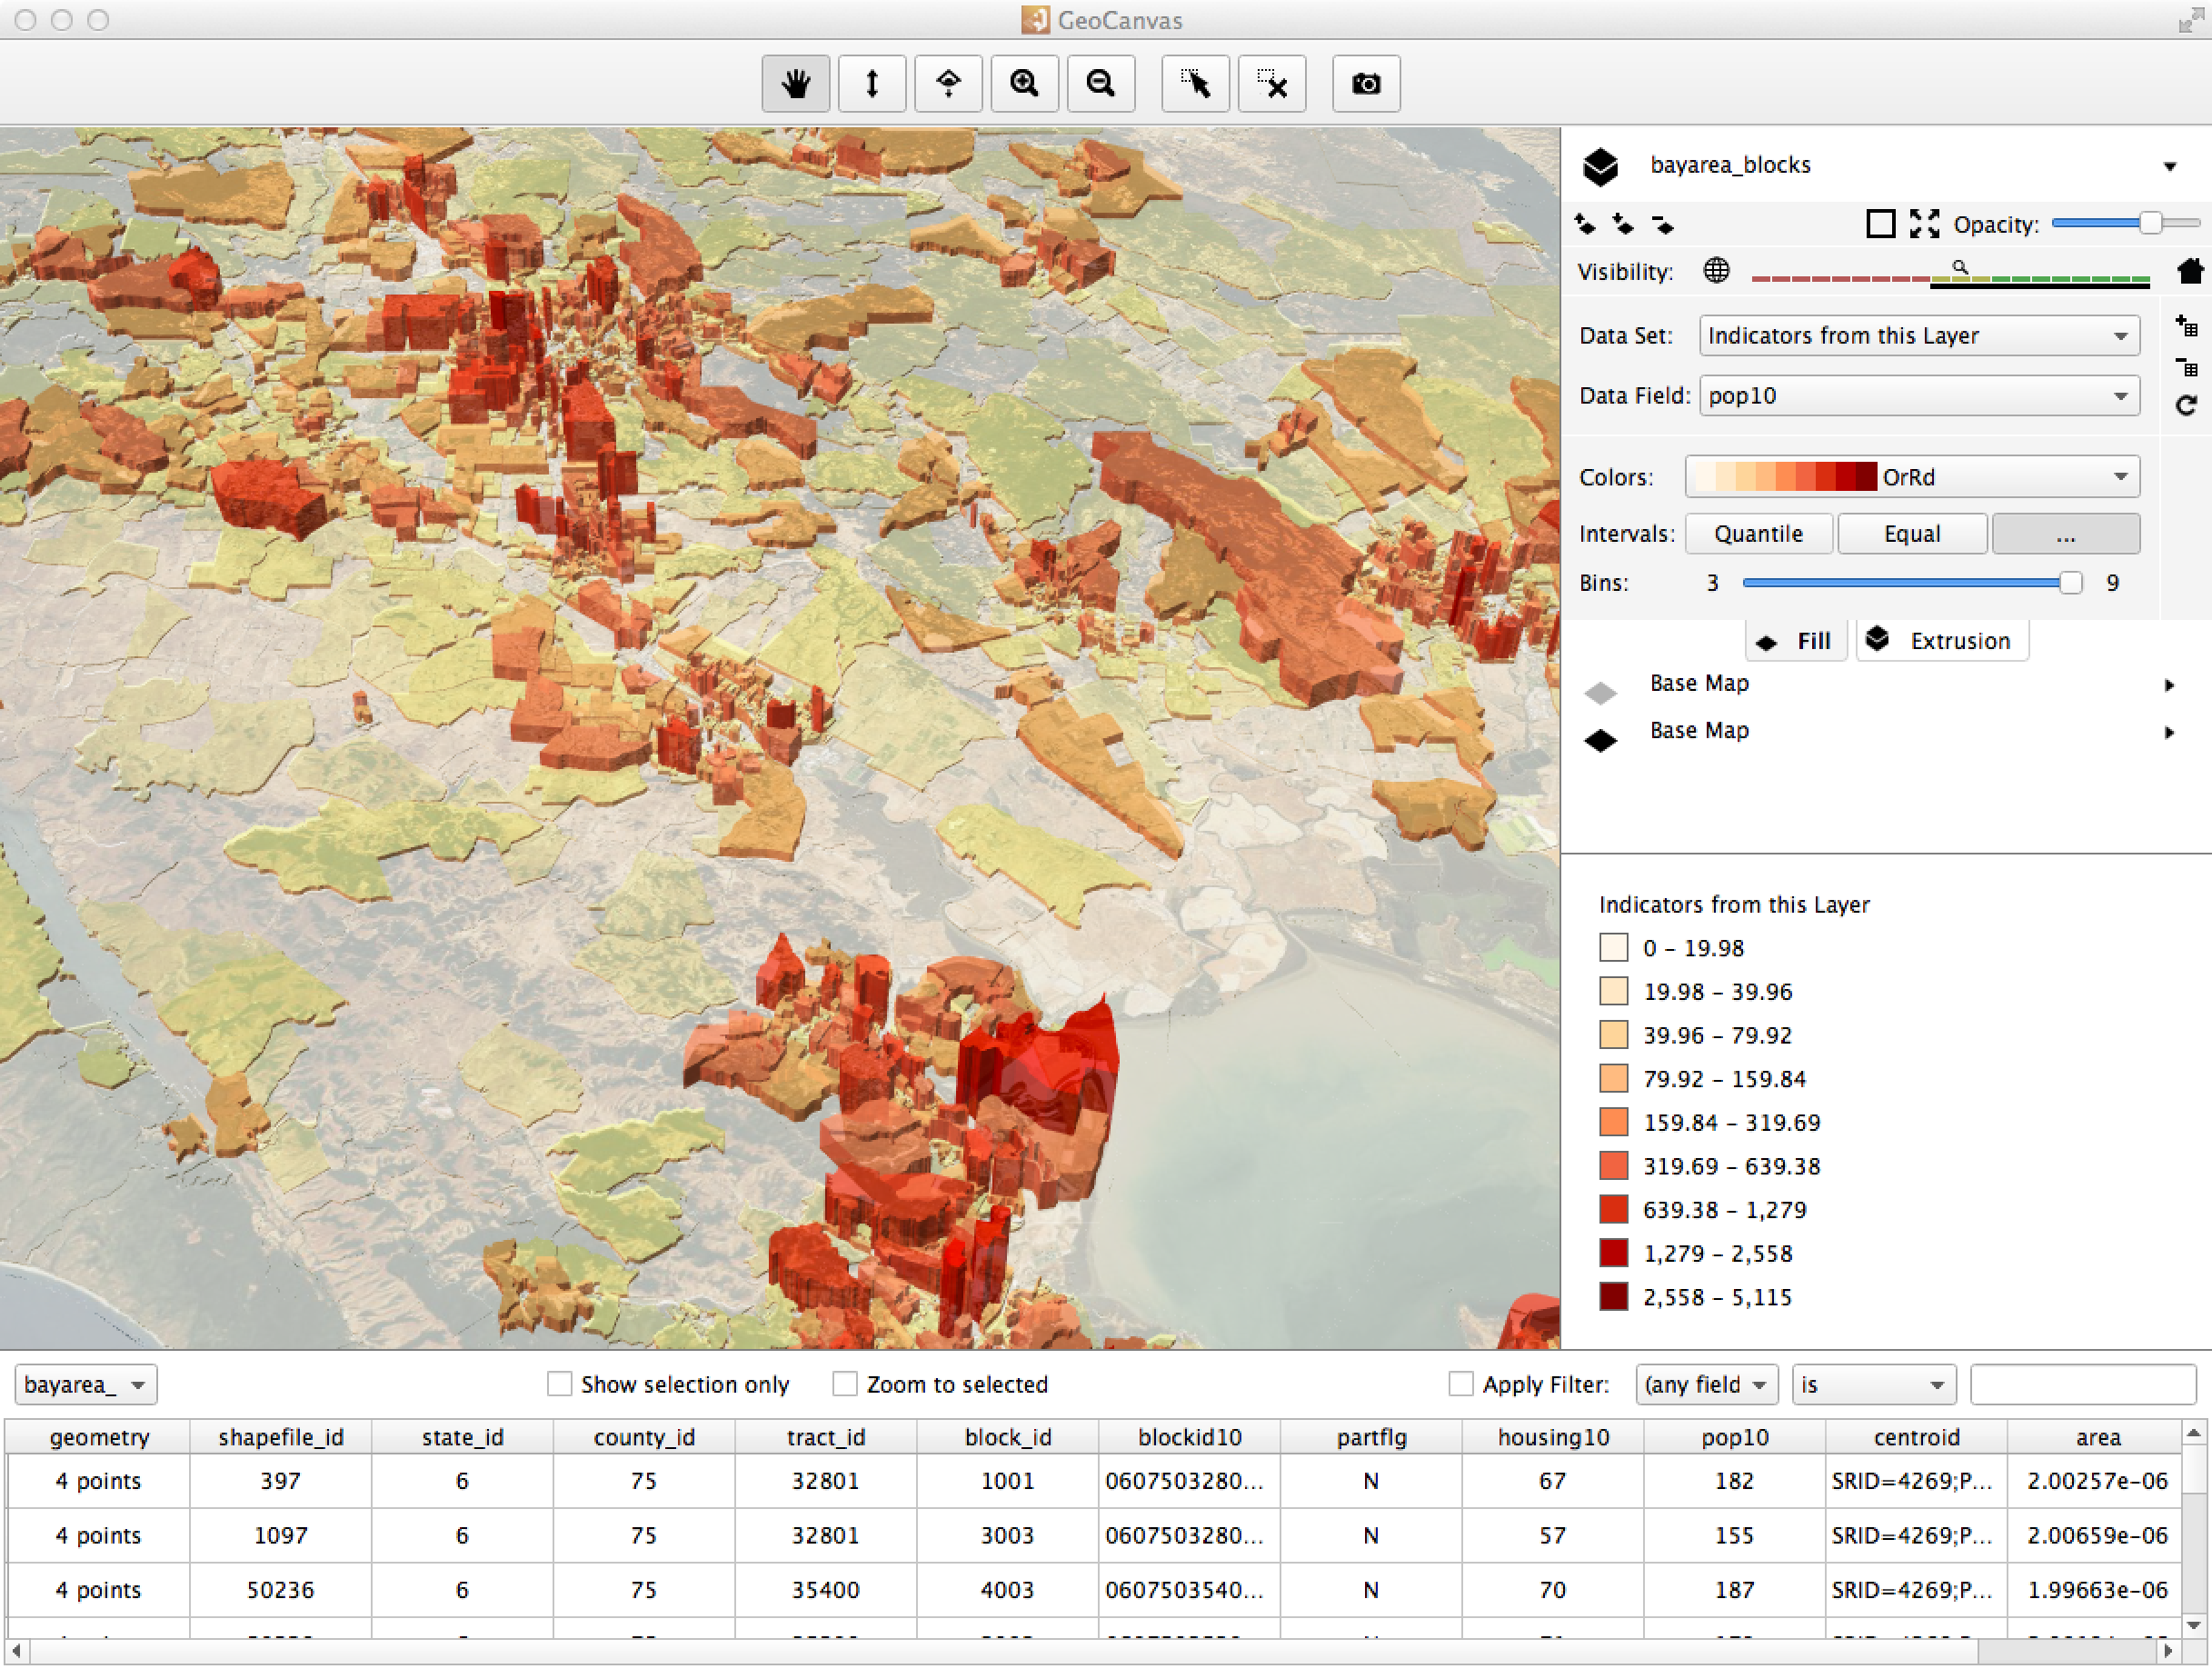 GeoCanvas
bayarea_blocks
Opacity:
Visibility:
Data Set: Indicators from this Layer
Data Field: pop10
Colors: OrRd
Intervals: Quantile Equal ...
Bins: 3 9
Fill Extrusion
Base Map
Base Map
Indicators from this Layer
0 – 19.98
19.98 – 39.96
39.96 – 79.92
79.92 – 159.84
159.84 – 319.69
319.69 – 639.38
639.38 – 1,279
1,279 – 2,558
2,558 – 5,115
bayarea_ Show selection only Zoom to selected Apply Filter: (any field is
geometry shapefile_id state_id county_id tract_id block_id blockid10 partflg housing10 pop10 centroid area
4 points 397 6 75 32801 1001 0607503280... N 67 182 SRID=4269;P... 2.00257e-06
4 points 1097 6 75 32801 3003 0607503280... N 57 155 SRID=4269;P... 2.00659e-06
4 points 50236 6 75 35400 4003 0607503540... N 70 187 SRID=4269;P... 1.99663e-06